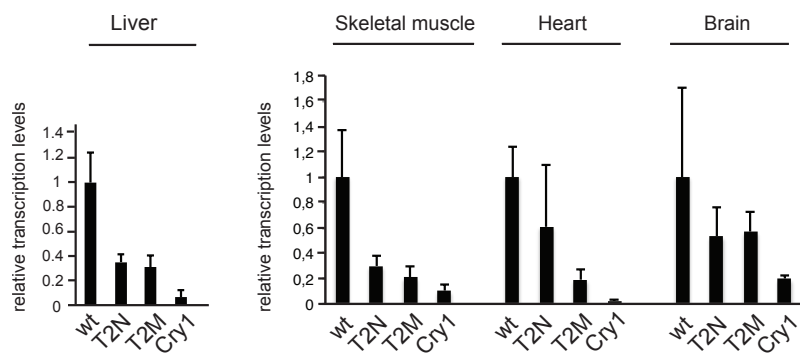 Liver
relative transcription levels
1.4
1.2
1
0.8
0.6
0.4
0.2
0
wt
T2N
T2M
Cry1
Skeletal muscle
Heart
Brain
relative transcription levels
1,8
1,6
1,4
1,2
1
0,8
0,6
0,4
0,2
0
wt
T2N
T2M
Cry1
wt
T2N
T2M
Cry1
wt
T2N
T2M
Cry1